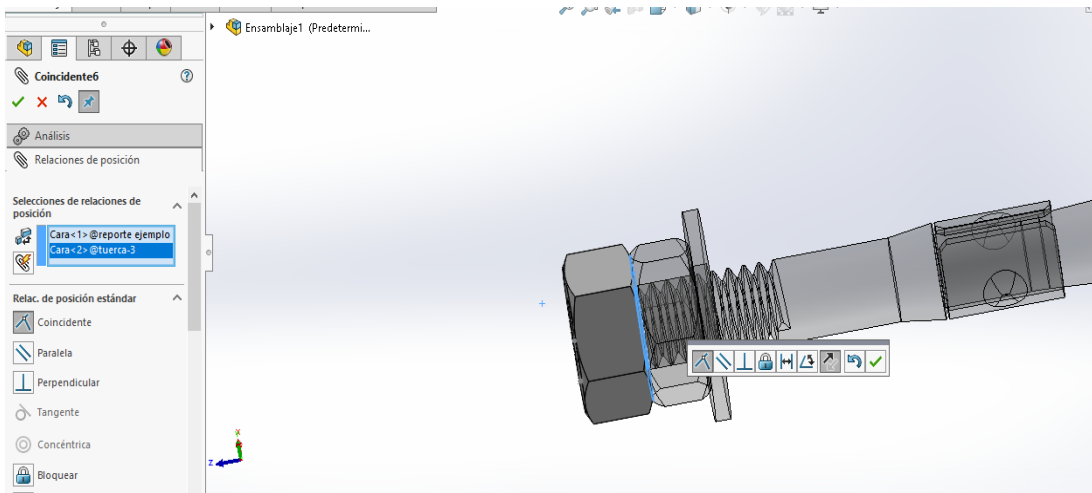 Ensamblaje1 (Predetermi...
Coincidente6
Análisis
Relaciones de posición
Selecciones de relaciones de
posición
Cara<1>@reporte ejemplo
Cara<2>@tuerca-3
Relac. de posición estándar
Coincidente
Paralela
Perpendicular
Tangente
Concéntrica
Bloquear
x
z